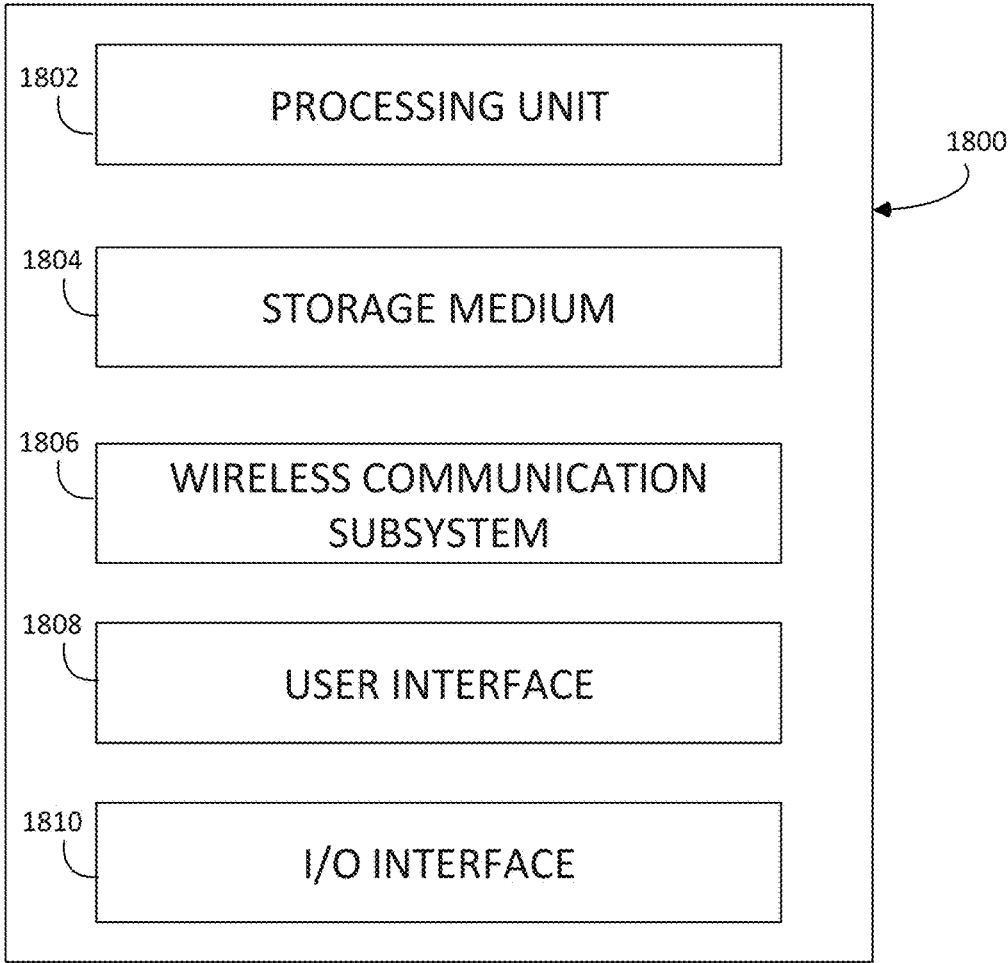 1802
PROCESSING UNIT
1800
1804
STORAGE MEDIUM
1806
WIRELESS COMMUNICATION
SUBSYSTEM
1808
USER INTERFACE
1810
I/O INTERFACE